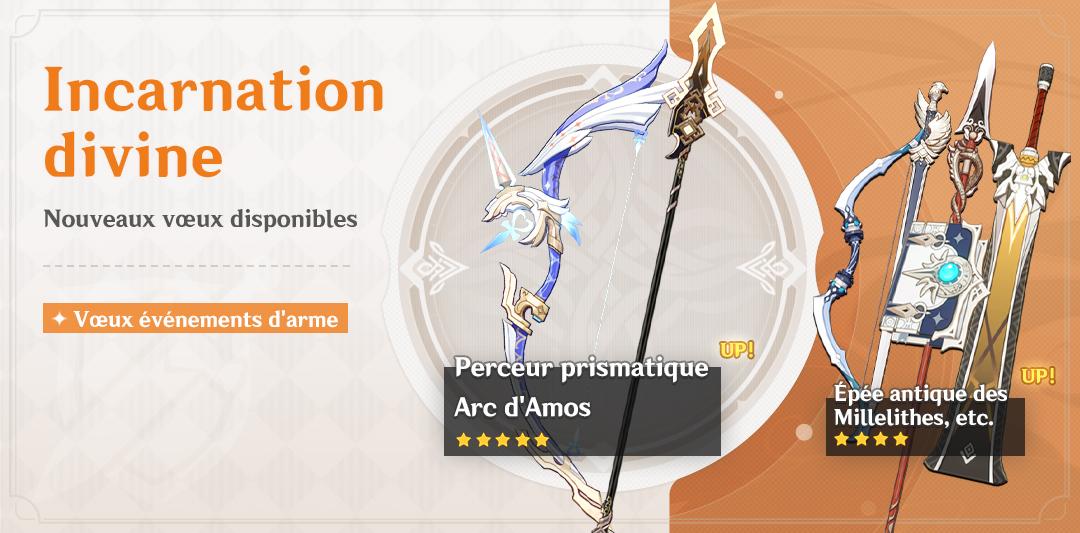 Incarnation
divine
Nouveaux vœux disponibles
✦ Vœux événements d'arme
UP!
Perceur prismatique
Arc d'Amos
UP!
Épée antique des
Millelithes, etc.